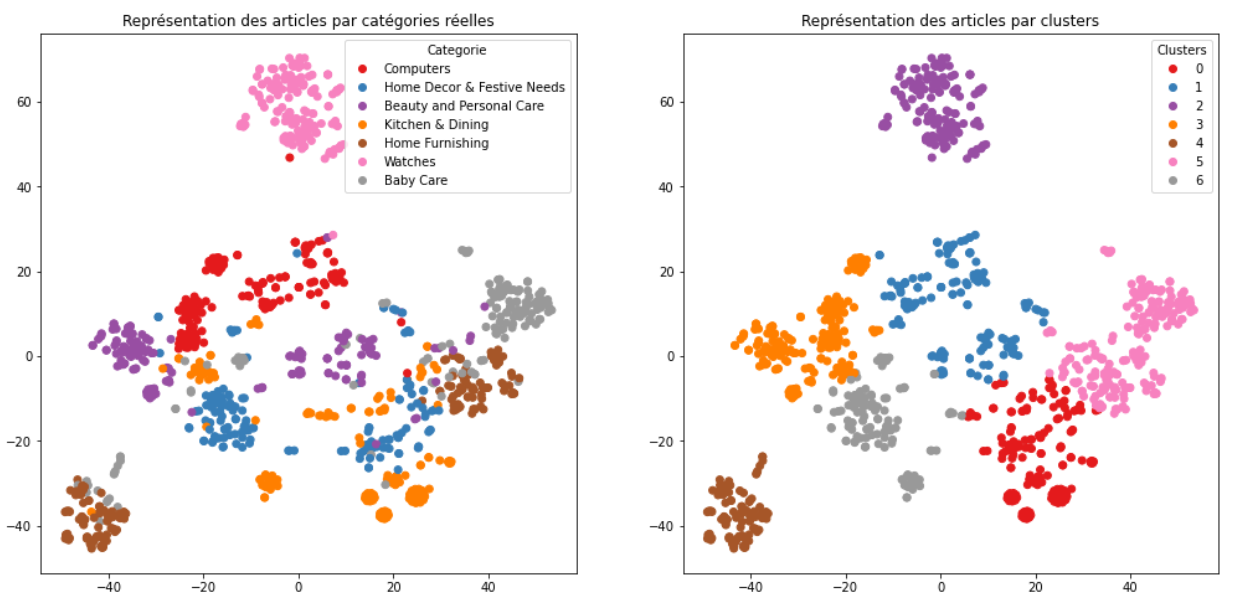 Représentation des articles par catégories réelles
Categorie
Computers
Home Decor & Festive Needs
Beauty and Personal Care
Kitchen & Dining
Home Furnishing
Watches
Baby Care
60
40
20
0
−20
−40
−40
−20
0
20
40
Représentation des articles par clusters
Clusters
0
1
2
3
4
5
6
60
40
20
0
−20
−40
−40
−20
0
20
40